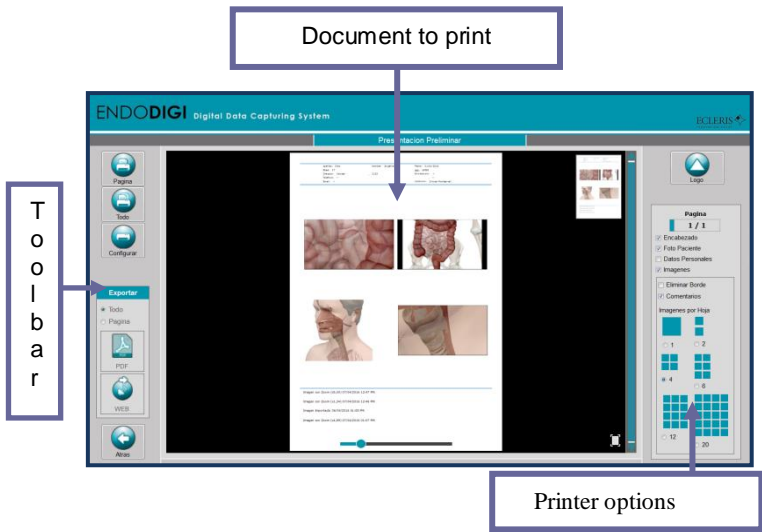 Document to print
ENDODIGI Digital Data Capturing System
ECLERIS
Presentacion Preliminar
Toolbar
Pagina
Todo
Configurar
Exportar
Todo
Pagina
PDF
WEB
Atras
Logo
Pagina
1 / 1
Encabezado
Foto Paciente
Datos Personales
Imagenes
Eliminar Borde
Comentarios
Imagenes por Hoja
1
2
4
6
12
20
Printer options